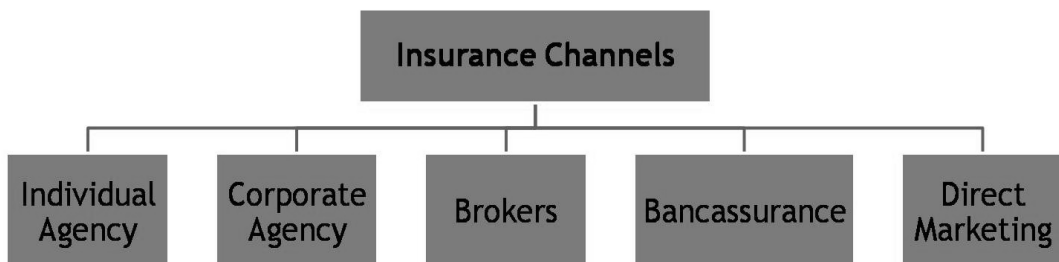 Insurance Channels
Individual
Agency
Corporate
Agency
Brokers
Bancassurance
Direct
Marketing